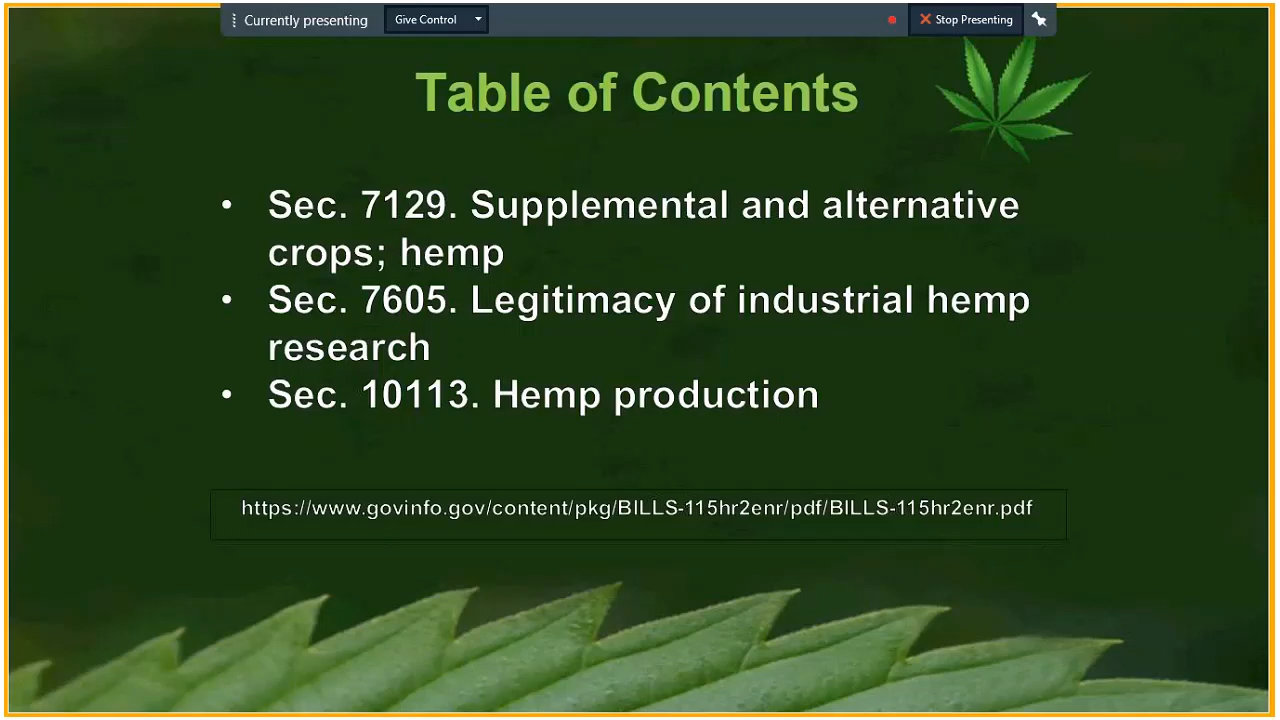 Currently presenting
Give Control
Stop Presenting
Table of Contents
• Sec. 7129. Supplemental and alternative
crops; hemp
• Sec. 7605. Legitimacy of industrial hemp
research
• Sec. 10113. Hemp production
https://www.govinfo.gov/content/pkg/BILLS-115hr2enr/pdf/BILLS-115hr2enr.pdf